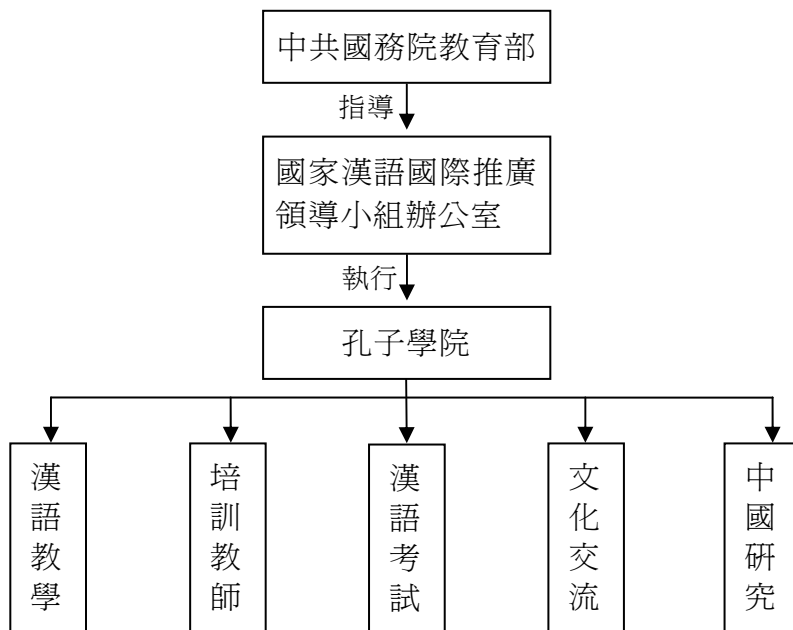 中共國務院教育部
指導
國家漢語國際推廣
領導小組辦公室
執行
孔子學院
漢語教學
培訓教師
漢語考試
文化交流
中國研究